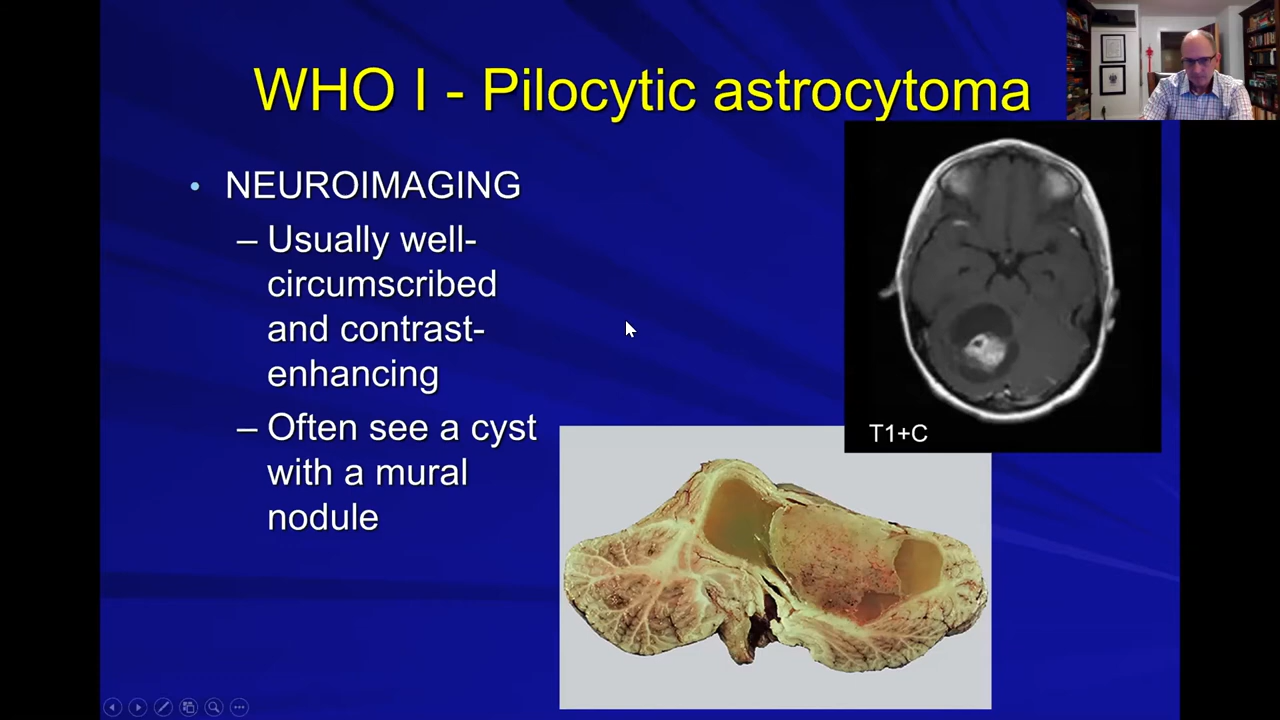 WHO I - Pilocytic astrocytoma
• NEUROIMAGING
– Usually well-
circumscribed
and contrast-
enhancing
– Often see a cyst
with a mural
nodule
T1+C